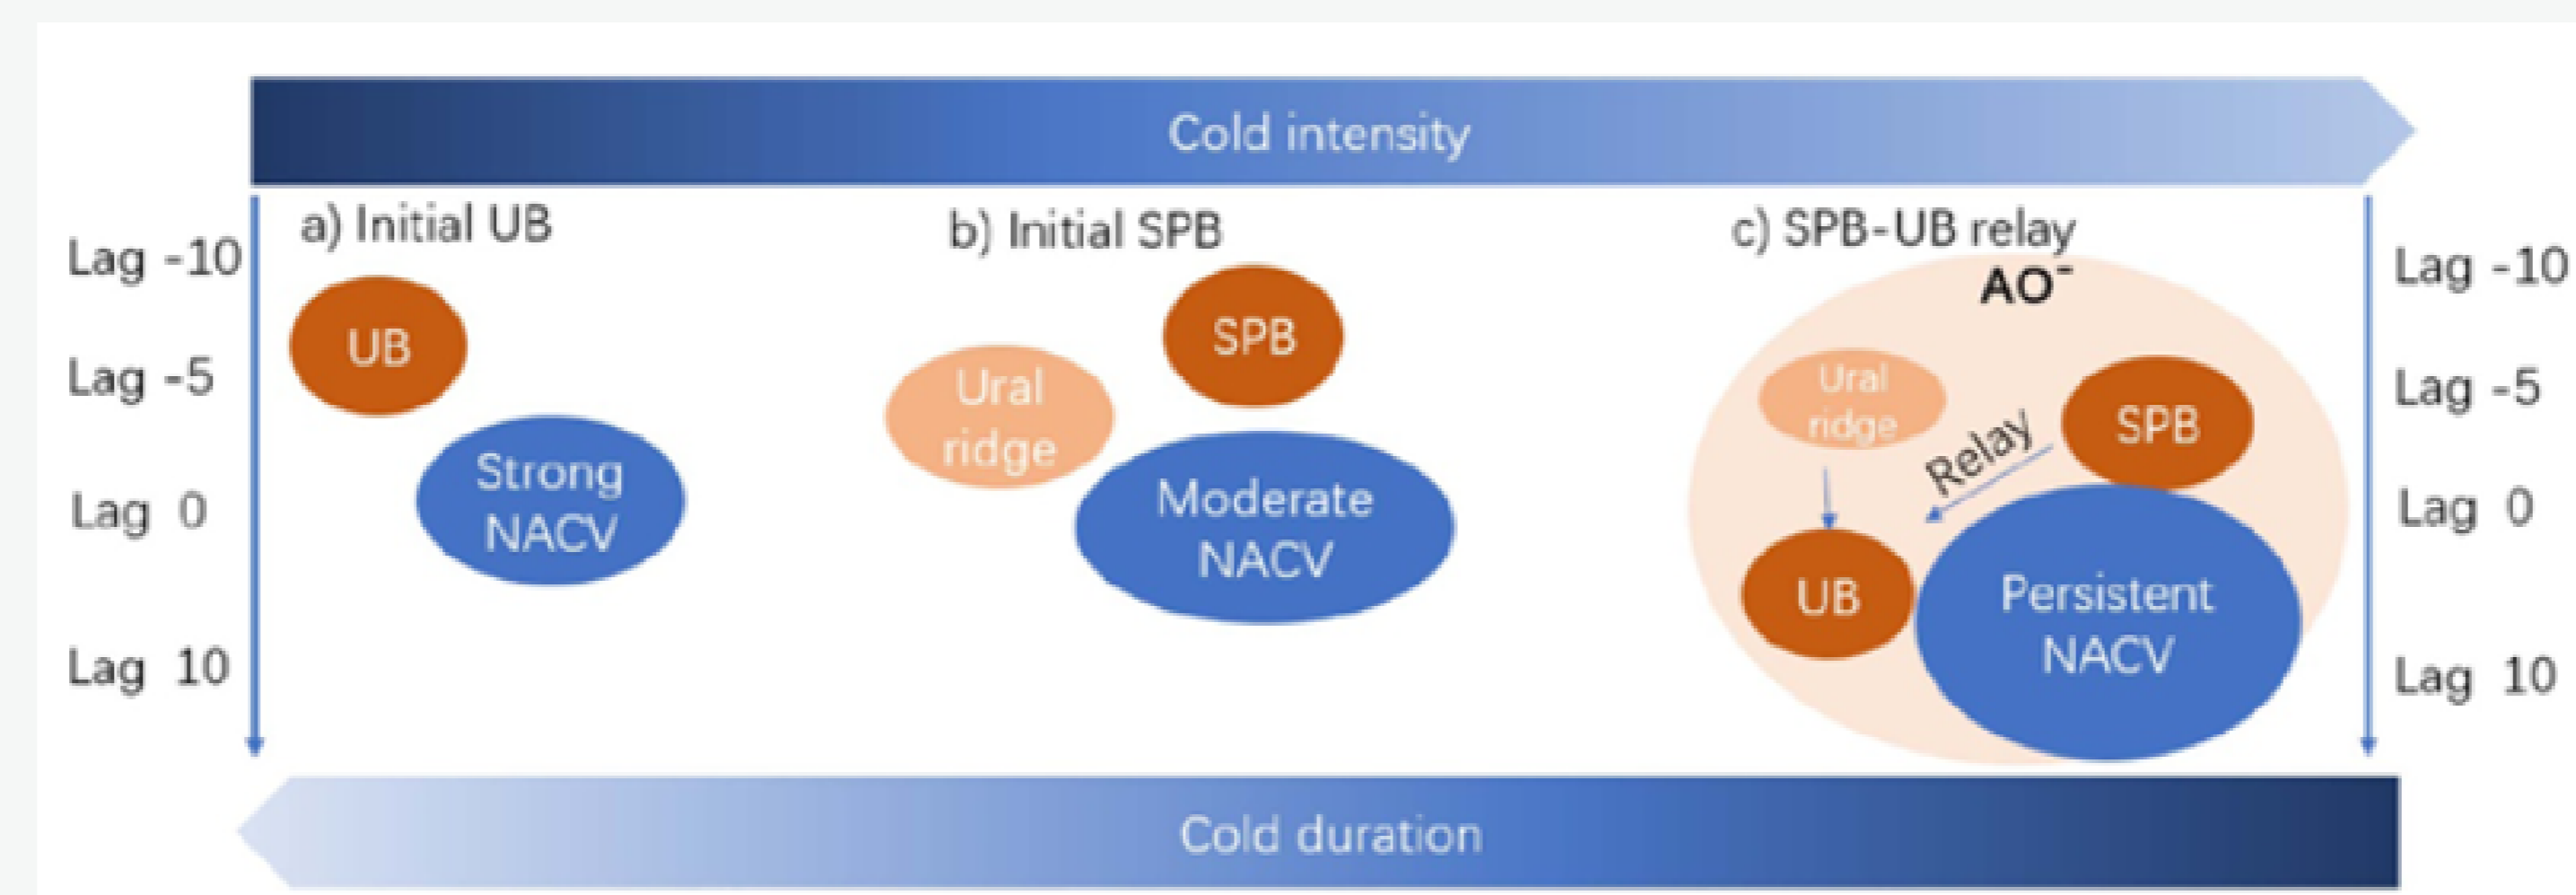 Cold intensity
a) Initial UB
b) Initial SPB
c) SPB-UB relay
Lag -10
Lag -5
Lag 0
Lag 10
UB
Strong
NACV
SPB
Ural
ridge
Moderate
NACV
AO⁻
Ural
ridge
SPB
Relay
UB
Persistent
NACV
Lag -10
Lag -5
Lag 0
Lag 10
Cold duration